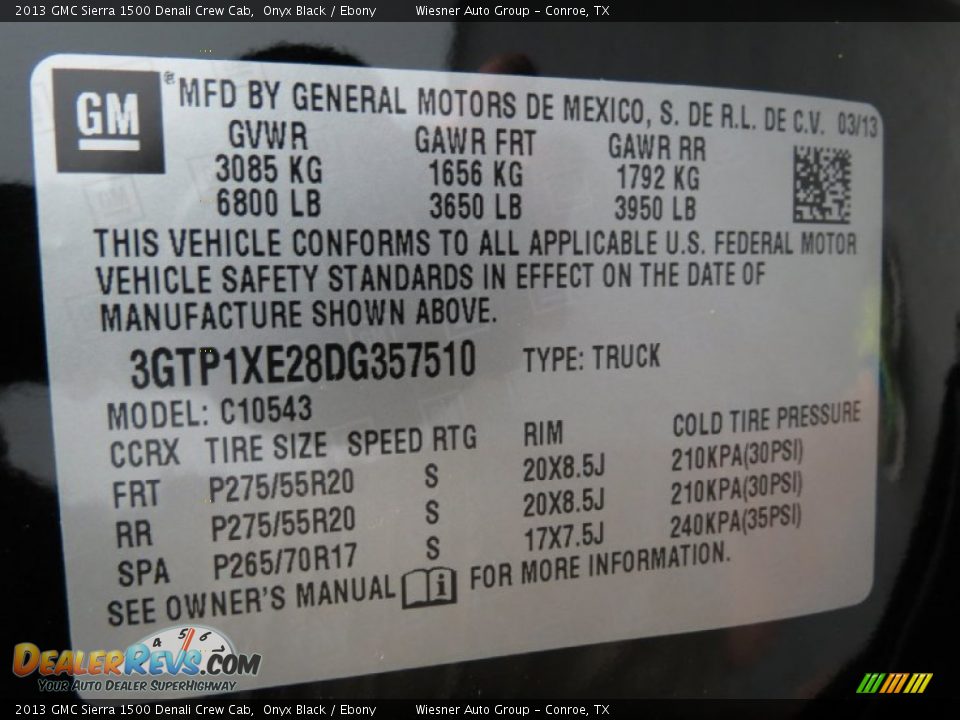 2013 GMC Sierra 1500 Denali Crew Cab, Onyx Black / Ebony Wiesner Auto Group - Conroe, TX
GM ® MFD BY GENERAL MOTORS DE MEXICO, S. DE R.L. DE C.V. 03/13
GVWR GAWR FRT GAWR RR
3085 KG 1656 KG 1792 KG
6800 LB 3650 LB 3950 LB
THIS VEHICLE CONFORMS TO ALL APPLICABLE U.S. FEDERAL MOTOR
VEHICLE SAFETY STANDARDS IN EFFECT ON THE DATE OF
MANUFACTURE SHOWN ABOVE.
3GTP1XE28DG357510 TYPE: TRUCK
MODEL: C10543
CCRX TIRE SIZE SPEED RTG RIM COLD TIRE PRESSURE
FRT P275/55R20 S 20X8.5J 210KPA(30PSI)
RR P275/55R20 S 20X8.5J 210KPA(30PSI)
SPA P265/70R17 S 17X7.5J 240KPA(35PSI)
SEE OWNER'S MANUAL i FOR MORE INFORMATION.
4 5 6
DEALERREVS.COM
YOUR AUTO DEALER SUPERHIGHWAY
2013 GMC Sierra 1500 Denali Crew Cab, Onyx Black / Ebony Wiesner Auto Group - Conroe, TX